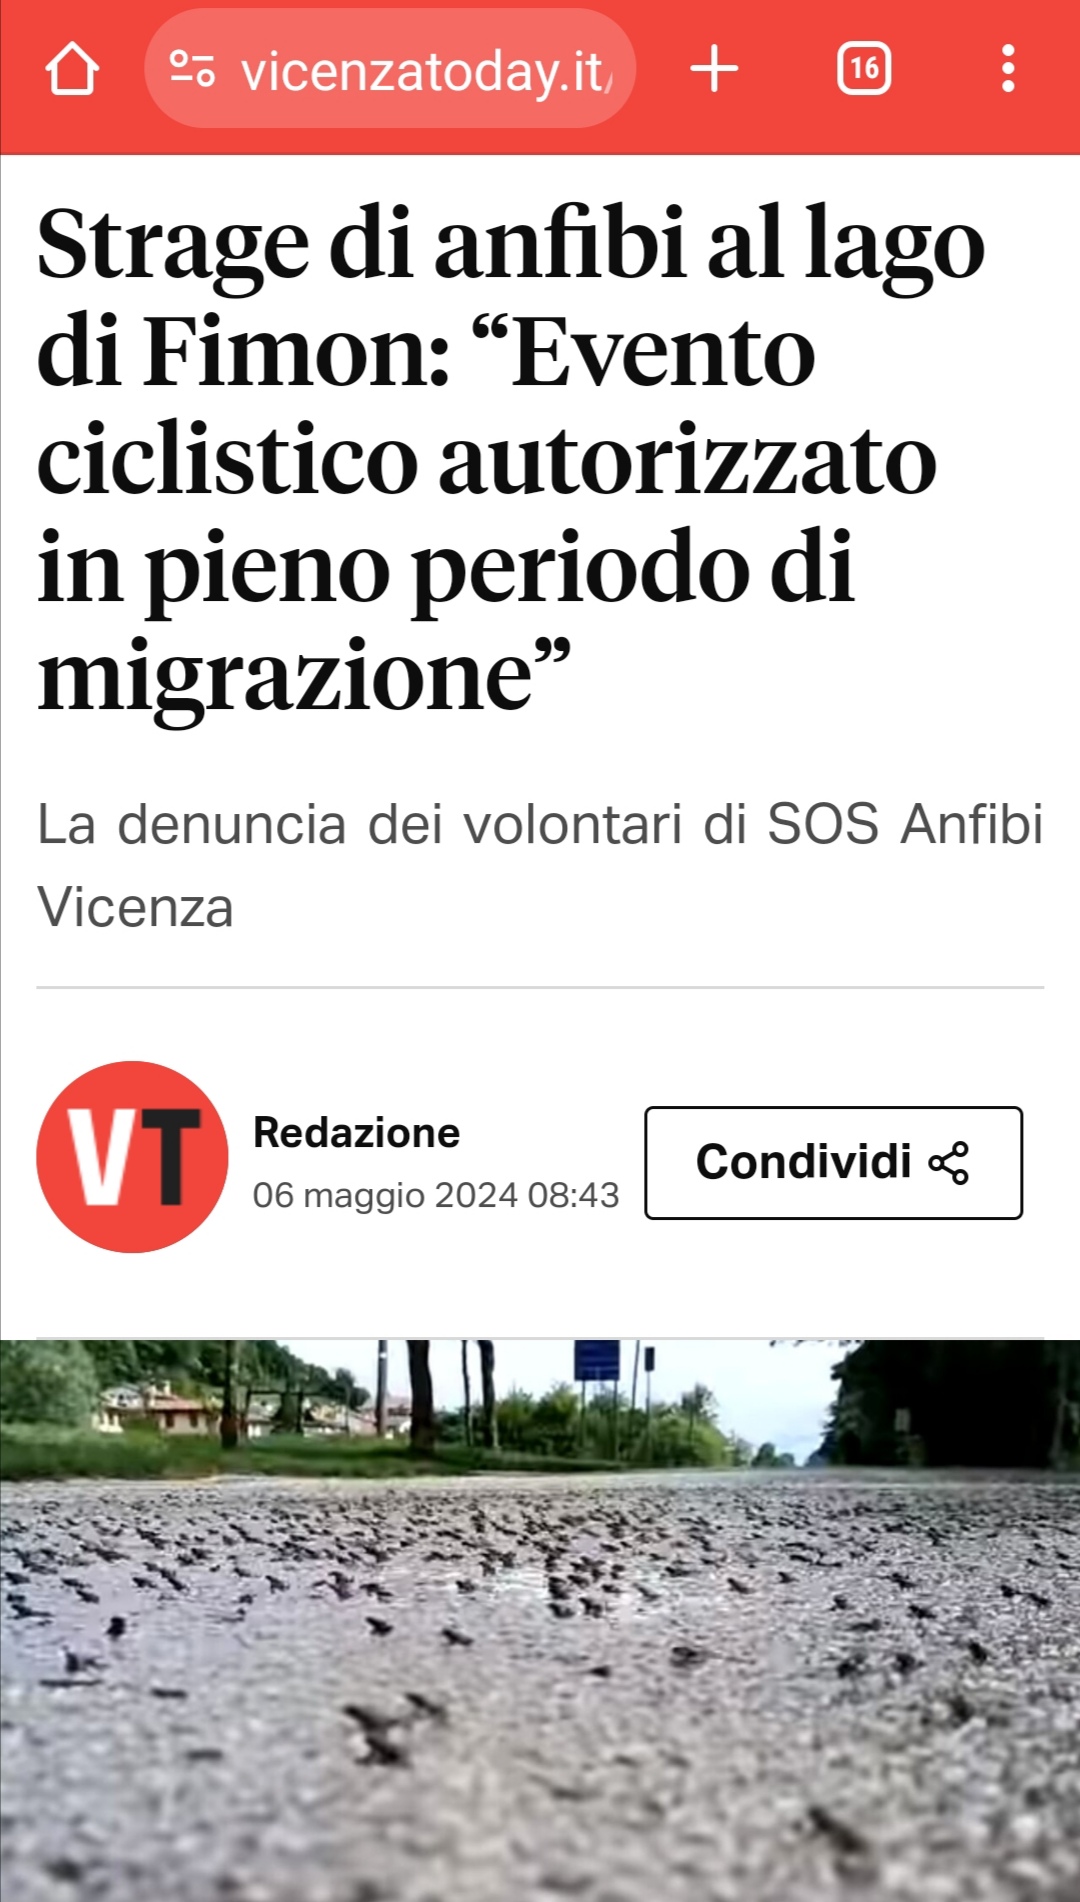 vicenzatoday.it/
16
Strage di anfibi al lago
di Fimon: “Evento
ciclistico autorizzato
in pieno periodo di
migrazione”
La denuncia dei volontari di SOS Anfibi
Vicenza
VT
Redazione
06 maggio 2024 08:43
Condividi